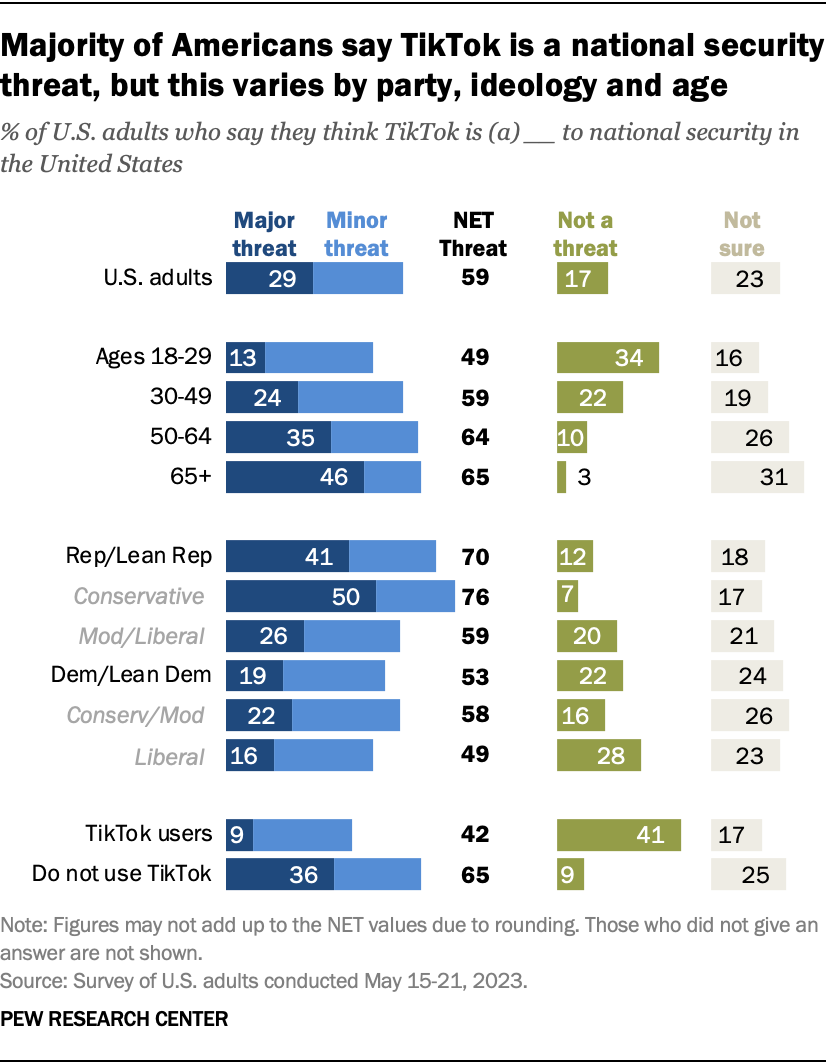 Majority of Americans say TikTok is a national security
threat, but this varies by party, ideology and age
% of U.S. adults who say they think TikTok is (a) __ to national security in
the United States
Major threat Minor threat NET Threat Not a threat Not sure
U.S. adults 29 59 17 23
Ages 18-29 13 49 34 16
30-49 24 59 22 19
50-64 35 64 10 26
65+ 46 65 3 31
Rep/Lean Rep 41 70 12 18
Conservative 50 76 7 17
Mod/Liberal 26 59 20 21
Dem/Lean Dem 19 53 22 24
Conserv/Mod 22 58 16 26
Liberal 16 49 28 23
TikTok users 9 42 41 17
Do not use TikTok 36 65 9 25
Note: Figures may not add up to the NET values due to rounding. Those who did not give an
answer are not shown.
Source: Survey of U.S. adults conducted May 15-21, 2023.
PEW RESEARCH CENTER